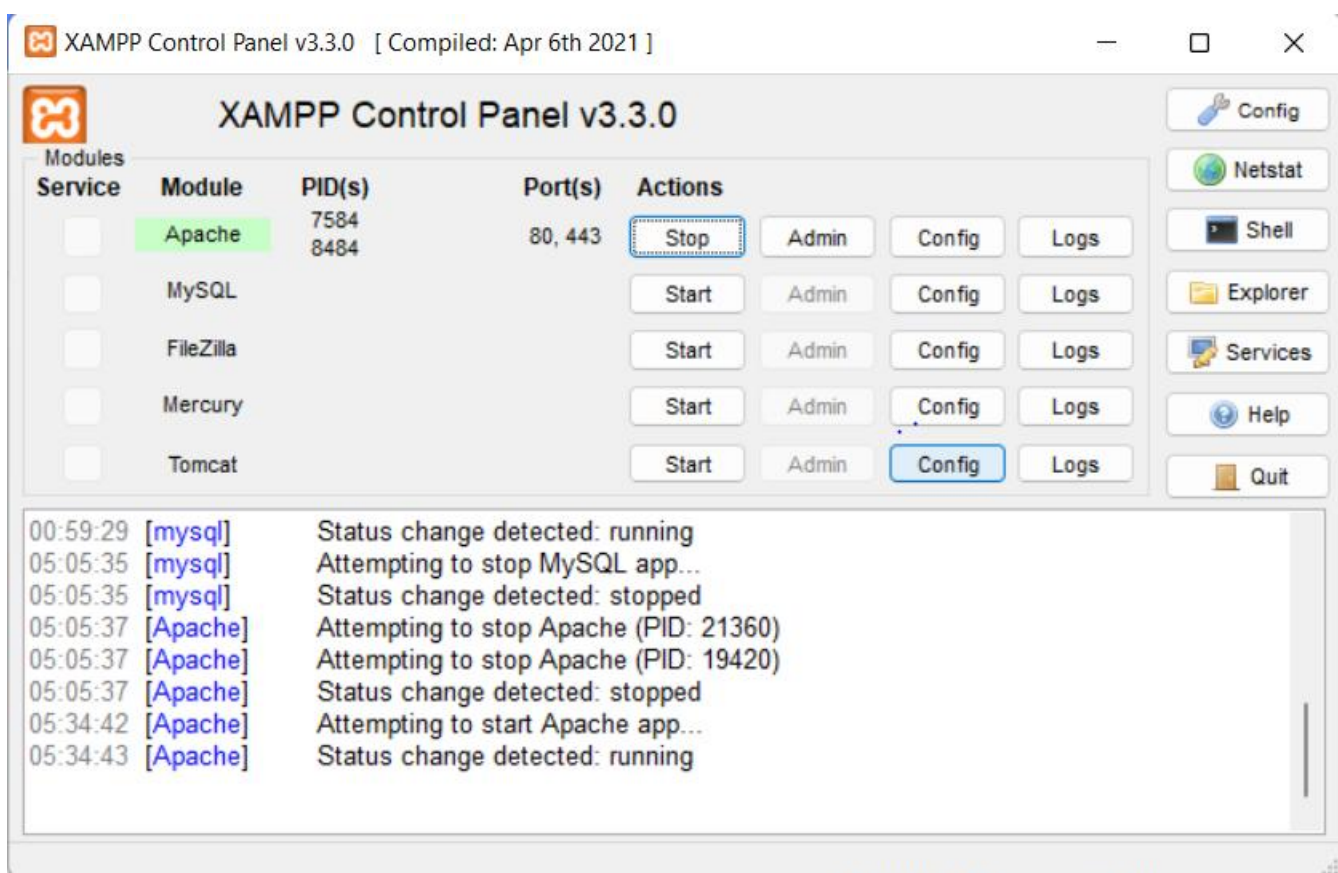 XAMPP Control Panel v3.3.0 [ Compiled: Apr 6th 2021 ]
XAMPP Control Panel v3.3.0
Config
Modules
Service Module PID(s) Port(s) Actions
Netstat
Apache 7584 80, 443 Stop Admin Config Logs
8484
Shell
MySQL Start Admin Config Logs
Explorer
FileZilla Start Admin Config Logs
Services
Mercury Start Admin Config Logs
Help
Tomcat Start Admin Config Logs
Quit
00:59:29 [mysql] Status change detected: running
05:05:35 [mysql] Attempting to stop MySQL app...
05:05:35 [mysql] Status change detected: stopped
05:05:37 [Apache] Attempting to stop Apache (PID: 21360)
05:05:37 [Apache] Attempting to stop Apache (PID: 19420)
05:05:37 [Apache] Status change detected: stopped
05:34:42 [Apache] Attempting to start Apache app...
05:34:43 [Apache] Status change detected: running